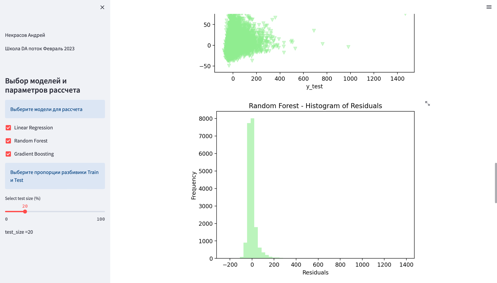 Некрасов Андрей
Школа DA поток Февраль 2023
Выбор моделей и
параметров рассчета
Выберите модели для рассчета
Linear Regression
Random Forest
Gradient Boosting
Выберите пропорции разбивки Train
и Test
Select test size (%)
20
0 100
test_size =20
50
0
−50
0 200 400 600 800 1000 1200 1400
y_test
Random Forest - Histogram of Residuals
8000
7000
6000
5000
4000
3000
2000
1000
0
Frequency
−200 0 200 400 600 800 1000 1200 1400
Residuals